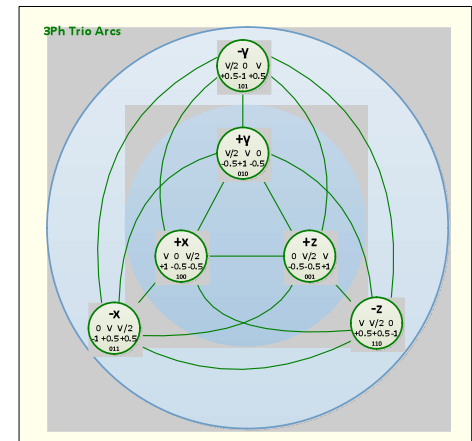 3Ph Trio Arcs
-Y
V/2 0 V
+0.5-1 +0.5
101
+Y
V/2 V 0
-0.5+1 -0.5
010
+X
V 0 V/2
+1 -0.5-0.5
100
+Z
0 V/2 V
-0.5-0.5+1
001
-X
0 V V/2
-1 +0.5+0.5
011
-Z
V V/2 0
+0.5+0.5-1
110